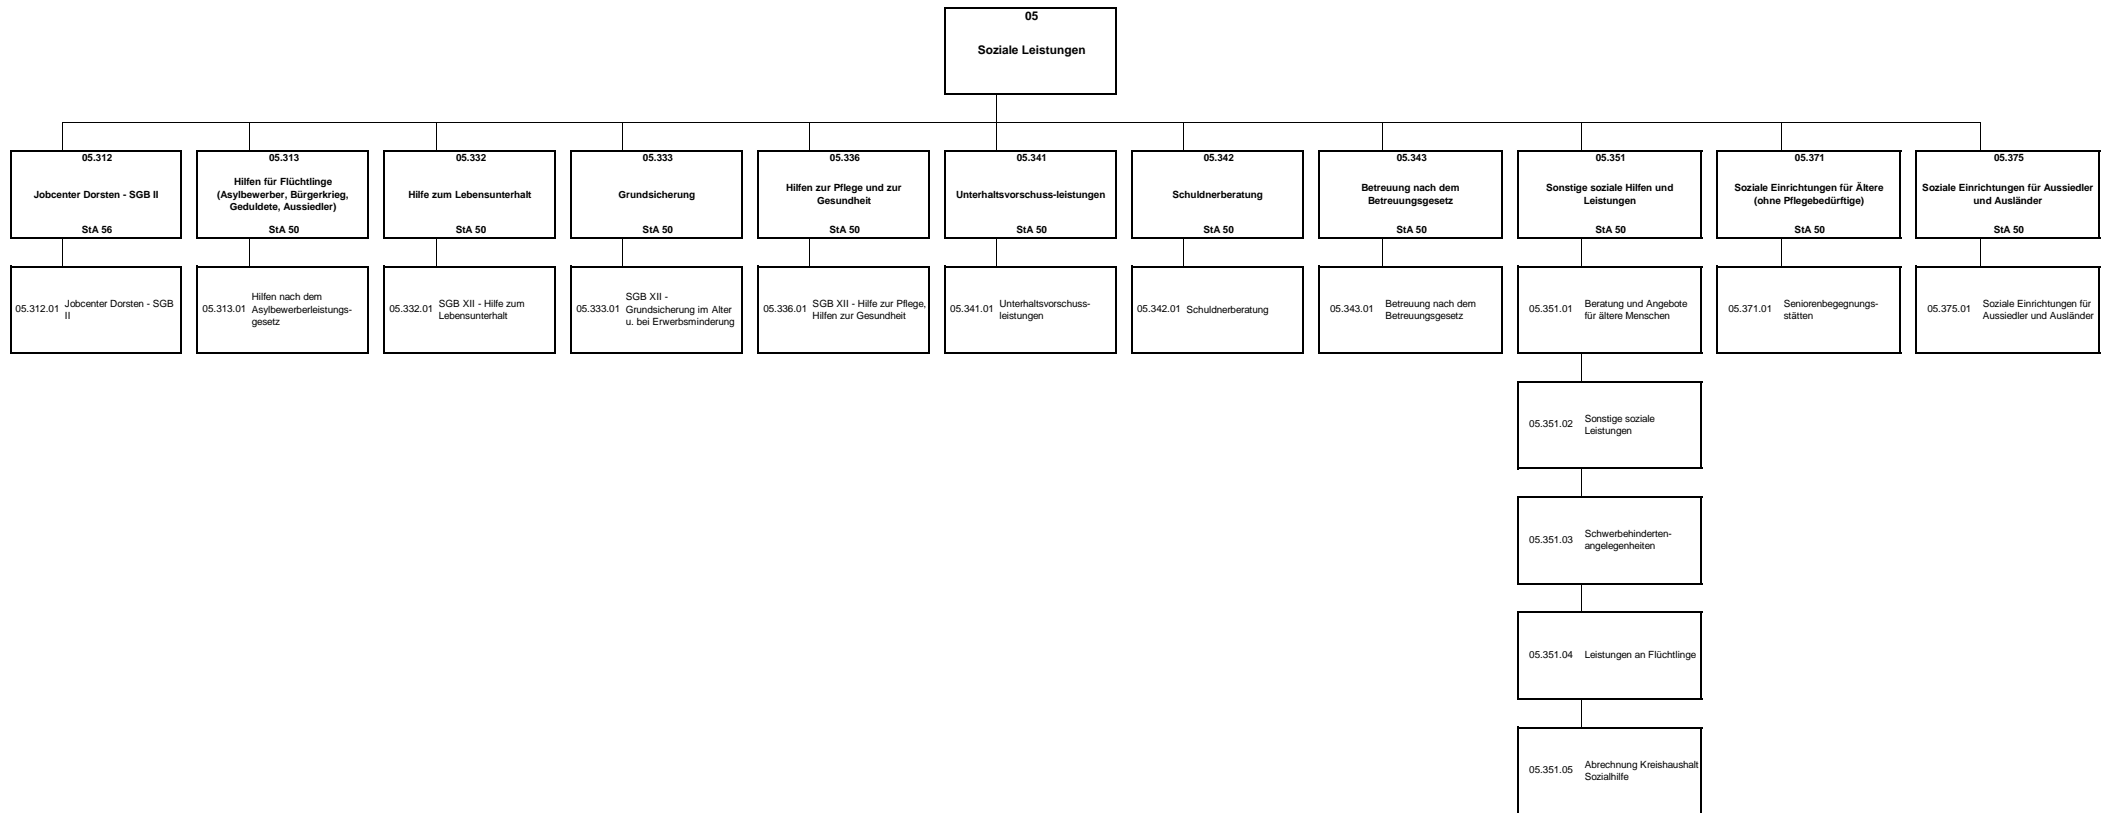 05
Soziale Leistungen
05.312
Jobcenter Dorsten - SGB II
StA 56
05.313
Hilfen für Flüchtlinge
(Asylbewerber, Bürgerkrieg,
Geduldete, Aussiedler)
StA 50
05.332
Hilfe zum Lebensunterhalt
StA 50
05.333
Grundsicherung
StA 50
05.336
Hilfen zur Pflege und zur
Gesundheit
StA 50
05.341
Unterhaltsvorschuss-leistungen
StA 50
05.342
Schuldnerberatung
StA 50
05.343
Betreuung nach dem
Betreuungsgesetz
StA 50
05.351
Sonstige soziale Hilfen und
Leistungen
StA 50
05.371
Soziale Einrichtungen für Ältere
(ohne Pflegebedürftige)
StA 50
05.375
Soziale Einrichtungen für Aussiedler
und Ausländer
StA 50
05.312.01 Jobcenter Dorsten - SGB
II
05.313.01
Hilfen nach dem
Asylbewerberleistungs-
gesetz
05.332.01
SGB XII - Hilfe zum
Lebensunterhalt
05.333.01
SGB XII -
Grundsicherung im Alter
u. bei Erwerbsminderung
05.336.01
SGB XII - Hilfe zur Pflege,
Hilfen zur Gesundheit
05.341.01
Unterhaltsvorschuss-
leistungen
05.342.01 Schuldnerberatung
05.343.01
Betreuung nach dem
Betreuungsgesetz
05.351.01
Beratung und Angebote
für ältere Menschen
05.371.01
Seniorenbegegnungs-
stätten
05.375.01
Soziale Einrichtungen für
Aussiedler und Ausländer
05.351.02
Sonstige soziale
Leistungen
05.351.03
Schwerbehinderten-
angelegenheiten
05.351.04 Leistungen an Flüchtlinge
05.351.05
Abrechnung Kreishaushalt
Sozialhilfe